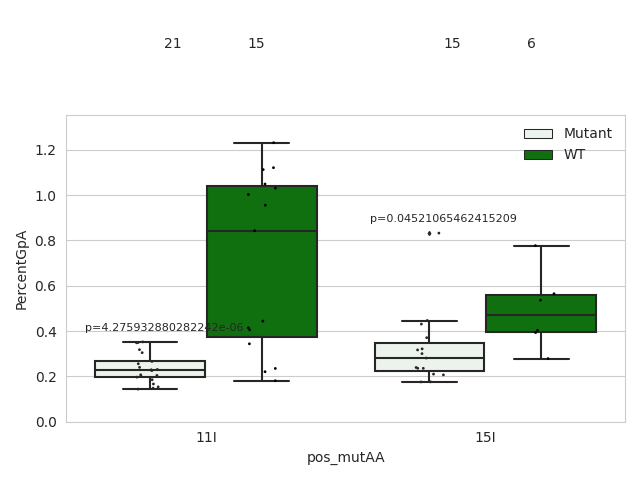 21 15 15 6
Mutant
WT
p=0.04521065462415209
p=4.275932880282242e-06
1.2
1.0
0.8
0.6
0.4
0.2
0.0
PercentGpA
11I 15I
pos_mutAA